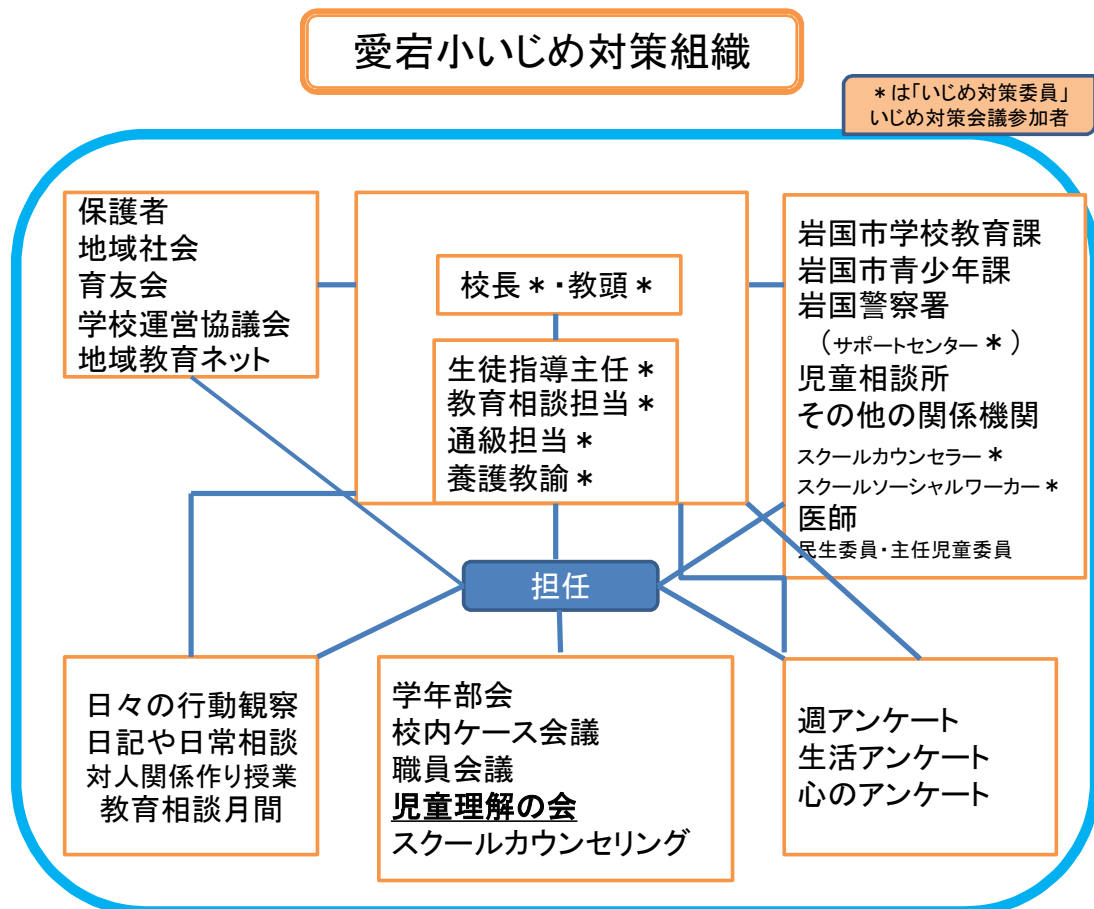 愛宕小いじめ対策組織
＊は「いじめ対策委員」
いじめ対策会議参加者
保護者
地域社会
育友会
学校運営協議会
地域教育ネット
校長＊・教頭＊
生徒指導主任＊
教育相談担当＊
通級担当＊
養護教諭＊
岩国市学校教育課
岩国市青少年課
岩国警察署
（サポートセンター＊）
児童相談所
その他の関係機関
スクールカウンセラー＊
スクールソーシャルワーカー＊
医師
民生委員・主任児童委員
担任
日々の行動観察
日記や日常相談
対人関係作り授業
教育相談月間
学年部会
校内ケース会議
職員会議
児童理解の会
スクールカウンセリング
週アンケート
生活アンケート
心のアンケート